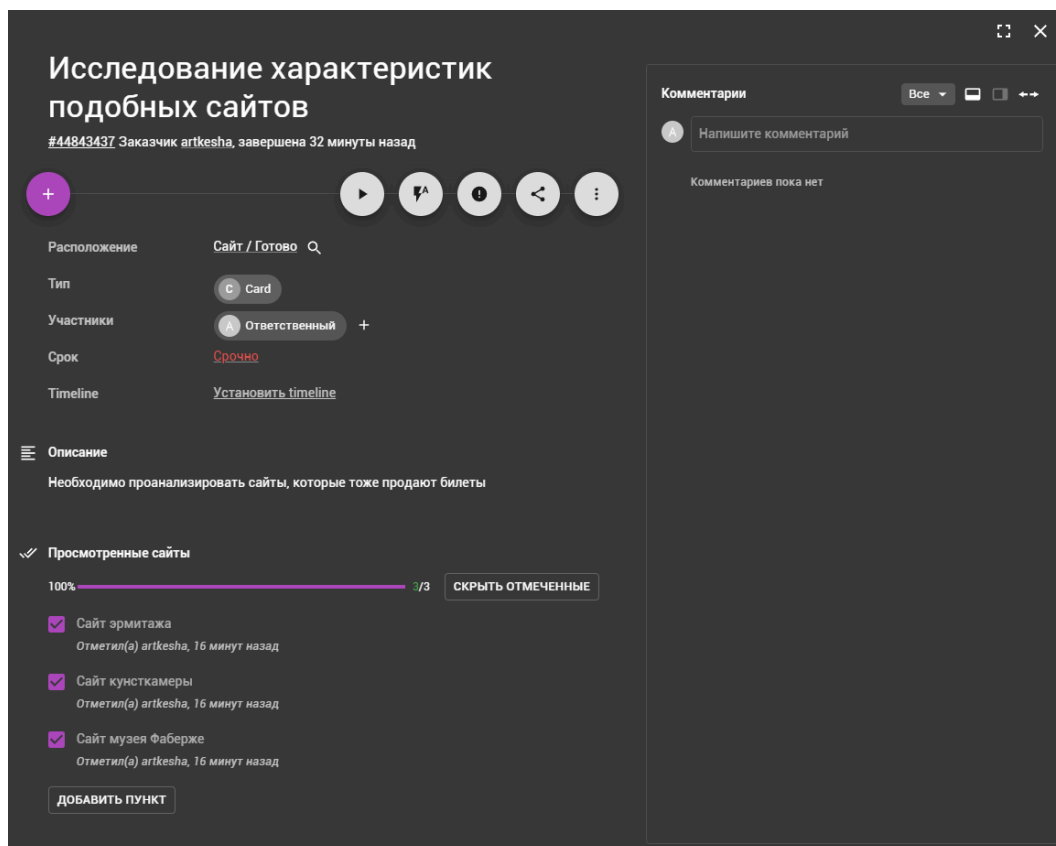 Исследование характеристик
подобных сайтов
#44843437 Заказчик artkesha, завершена 32 минуты назад
Расположение
Сайт / Готово
Тип
C Card
Участники
A Ответственный +
Срок
Срочно
Timeline
Установить timeline
Описание
Необходимо проанализировать сайты, которые тоже продают билеты
Просмотренные сайты
100% 3/3 СКРЫТЬ ОТМЕЧЕННЫЕ
Сайт эрмитажа
Отметил(а) artkesha, 16 минут назад
Сайт кунсткамеры
Отметил(а) artkesha, 16 минут назад
Сайт музея Фаберже
Отметил(а) artkesha, 16 минут назад
ДОБАВИТЬ ПУНКТ
Комментарии
Все
A Напишите комментарий
Комментариев пока нет